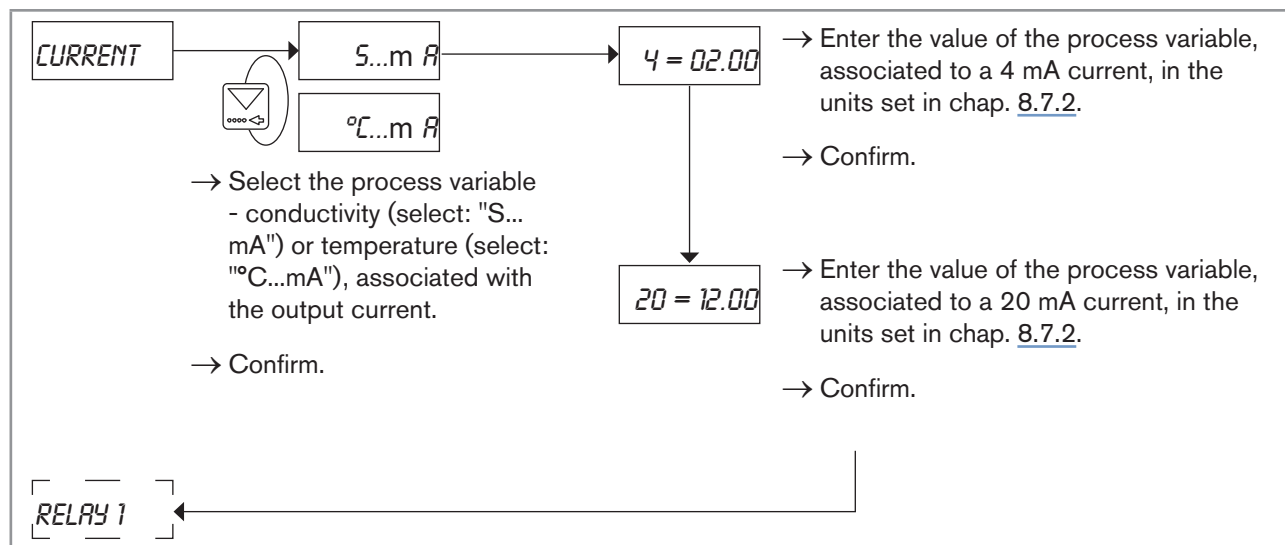 CURRENT
S...m A
4 = 02.00
°C...m A
→ Enter the value of the process variable,
associated to a 4 mA current, in the
units set in chap. 8.7.2.
→ Confirm.
→ Select the process variable
- conductivity (select: "S...
mA") or temperature (select:
"°C...mA"), associated with
the output current.
→ Confirm.
20 = 12.00
→ Enter the value of the process variable,
associated to a 20 mA current, in the
units set in chap. 8.7.2.
→ Confirm.
RELAY 1